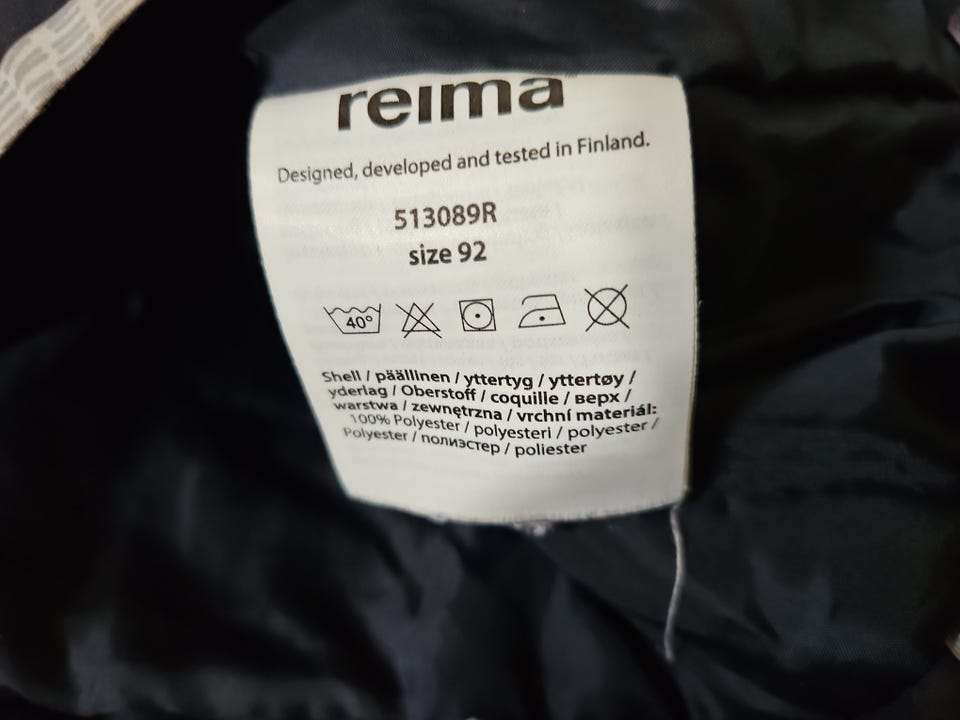 reima
Designed, developed and tested in Finland.
513089R
size 92
40°
Shell / päällinen / yttertyg / yttertøy /
yderlag / Oberstoff / coquille / верх /
warstwa / zewnętrzna / vrchní materiál:
100% Polyester / polyesteri / polyester /
Polyester / полиэстер / poliester